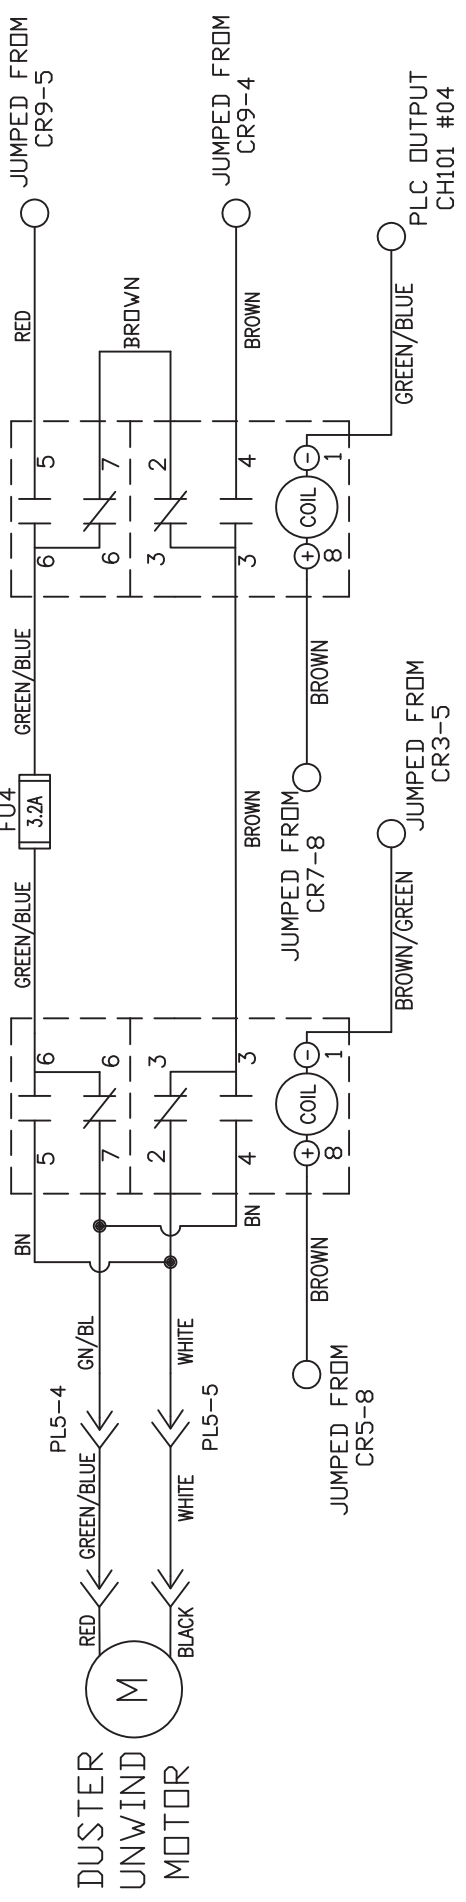 DUSTER
UNWIND
MOTOR
M
RED
BLACK
GREEN/BLUE
WHITE
PL5-4
PL5-5
GN/BL
WHITE
BN
BN
5
6
7
6
2
3
4
3
+
COIL
-
8
1
BROWN
JUMPED FROM
CR5-8
BROWN/GREEN
JUMPED FROM
CR3-5
GREEN/BLUE
FU4
3.2A
GREEN/BLUE
BROWN
6
5
6
7
3
2
3
4
+
COIL
-
8
1
BROWN
JUMPED FROM
CR7-8
RED
JUMPED FROM
CR9-5
BROWN
BROWN
JUMPED FROM
CR9-4
GREEN/BLUE
PLC OUTPUT
CH101 #04